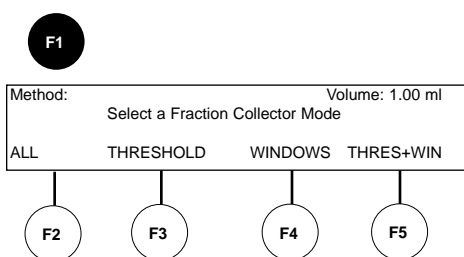 F1
Method: Volume: 1.00 ml
Select a Fraction Collector Mode
ALL THRESHOLD WINDOWS THRES+WIN
F2 F3 F4 F5